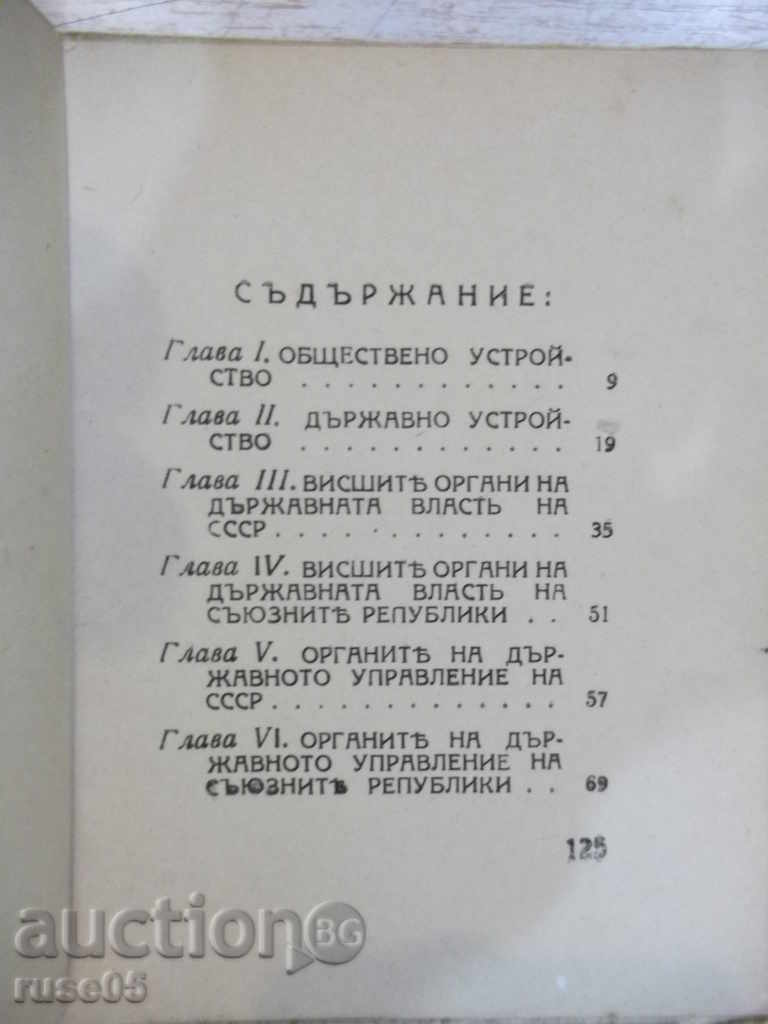 СЪДЪРЖАНИЕ:
Глава I. ОБЩЕСТВЕНО УСТРОЙ-
СТВО . . . . . . . . . . . . . 9
Глава II. ДЪРЖАВНО УСТРОЙ-
СТВО . . . . . . . . . . . . . 19
Глава III. ВИСШИТѢ ОРГАНИ НА
ДЪРЖАВНАТА ВЛАСТЬ НА
СССР . . . . . . . . . . . . . 35
Глава IV. ВИСШИТѢ ОРГАНИ НА
ДЪРЖАВНАТА ВЛАСТЬ НА
СЪЮЗНИТѢ РЕПУБЛИКИ . . 51
Глава V. ОРГАНИТѢ НА ДЪР-
ЖАВНОТО УПРАВЛЕНИЕ НА
СССР . . . . . . . . . . . . . 57
Глава VI. ОРГАНИТѢ НА ДЪР-
ЖАВНОТО УПРАВЛЕНИЕ НА
СЪЮЗНИТѢ РЕПУБЛИКИ . . 69
125
auction BG
ruse05